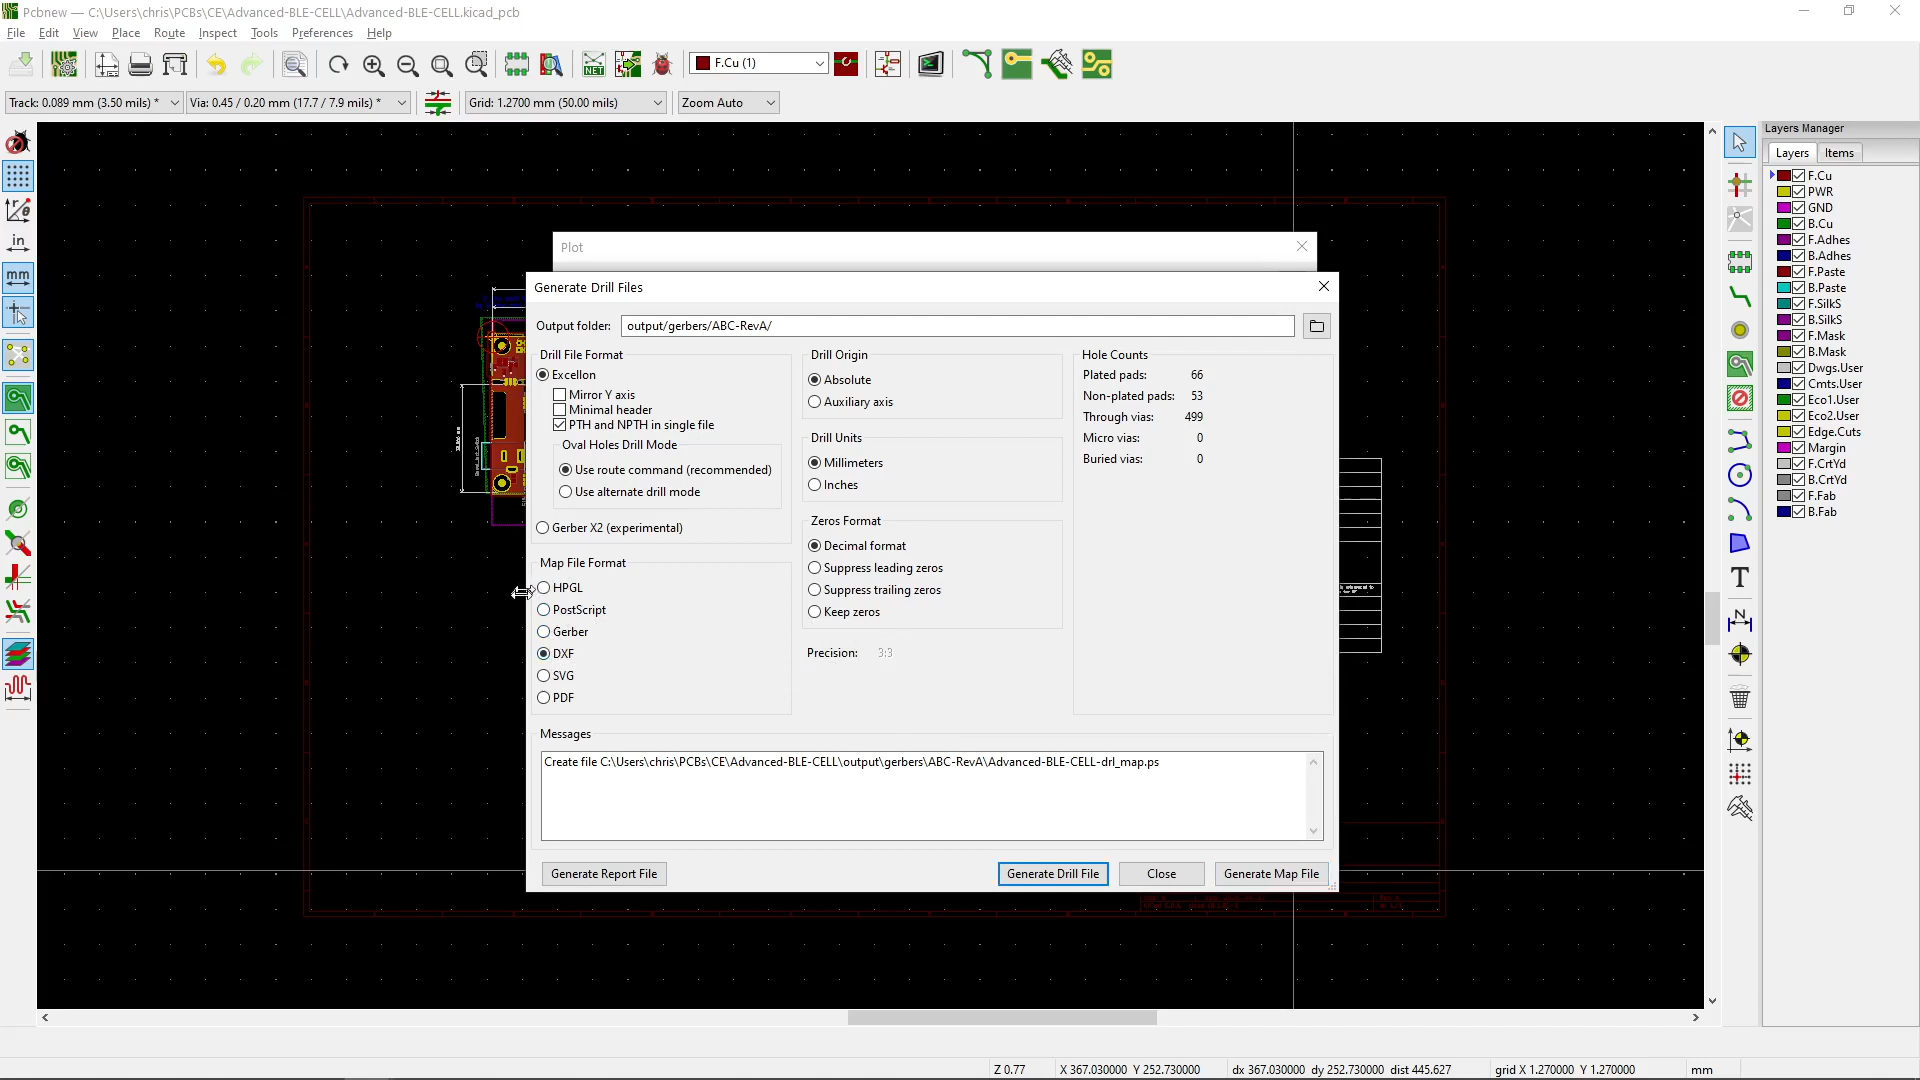 Pcbnew — C:\Users\chris\PCBs\CE\Advanced-BLE-CELL\Advanced-BLE-CELL.kicad_pcb
File Edit View Place Route Inspect Tools Preferences Help
NET
F.Cu (1)
Track: 0.089 mm (3.50 mils) *
Via: 0.45 / 0.20 mm (17.7 / 7.9 mils) *
Grid: 1.2700 mm (50.00 mils)
Zoom Auto
in
mm
Plot
Generate Drill Files
Output folder: output/gerbers/ABC-RevA/
Drill File Format
Excellon
Mirror Y axis
Minimal header
PTH and NPTH in single file
Oval Holes Drill Mode
Use route command (recommended)
Use alternate drill mode
Gerber X2 (experimental)
Map File Format
HPGL
PostScript
Gerber
DXF
SVG
PDF
Drill Origin
Absolute
Auxiliary axis
Drill Units
Millimeters
Inches
Zeros Format
Decimal format
Suppress leading zeros
Suppress trailing zeros
Keep zeros
Precision: 3:3
Hole Counts
Plated pads: 66
Non-plated pads: 53
Through vias: 499
Micro vias: 0
Buried vias: 0
Messages
Create file C:\Users\chris\PCBs\CE\Advanced-BLE-CELL\output\gerbers\ABC-RevA\Advanced-BLE-CELL-drl_map.ps
Generate Report File
Generate Drill File
Close
Generate Map File
Layers Manager
Layers Items
F.Cu
PWR
GND
B.Cu
F.Adhes
B.Adhes
F.Paste
B.Paste
F.SilkS
B.SilkS
F.Mask
B.Mask
Dwgs.User
Cmts.User
Eco1.User
Eco2.User
Edge.Cuts
Margin
F.CrtYd
B.CrtYd
F.Fab
B.Fab
Z 0.77
X 367.030000 Y 252.730000
dx 367.030000 dy 252.730000 dist 445.627
grid X 1.270000 Y 1.270000
mm